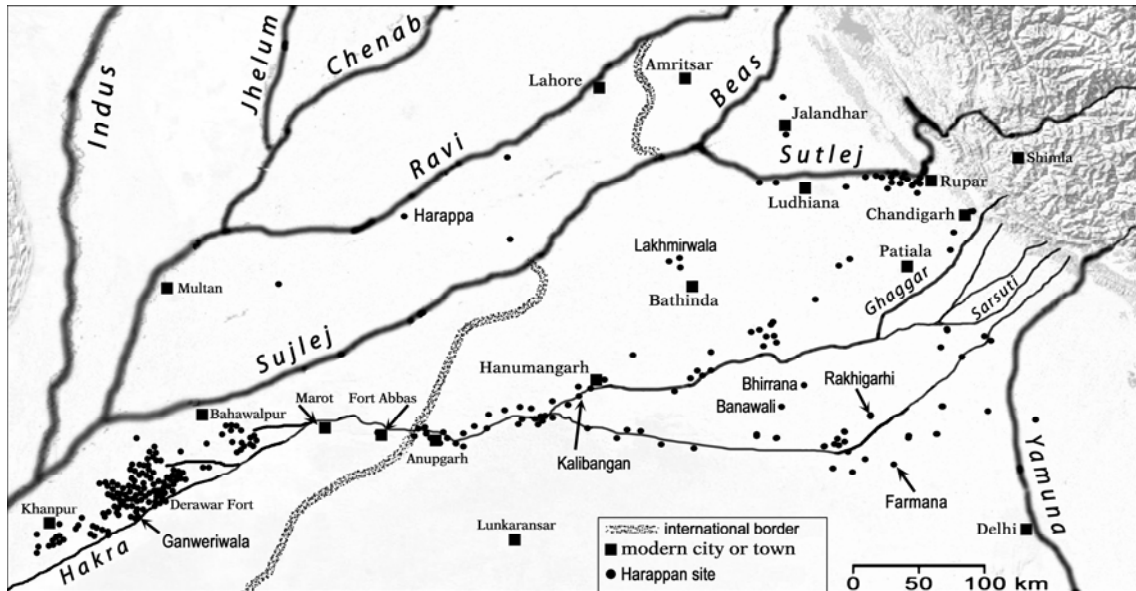 Indus
Jhelum
Chenab
Ravi
Lahore
Amritsar
Beas
Jalandhar
Sutlej
Shimla
Rupar
Ludhiana
Harappa
Chandigarh
Lakhmirwala
Patiala
Multan
Bathinda
Ghaggar
Sarsuti
Sujlej
Hanumangarh
Bhirrana
Rakhigarhi
Marot
Fort Abbas
Banawali
Bahawalpur
Anupgarh
Kalibangan
Khanpur
Derawar Fort
Farmana
Yamuna
Ganweriwala
Hakra
Lunkaransar
Delhi
international border
modern city or town
Harappan site
0 50 100 km